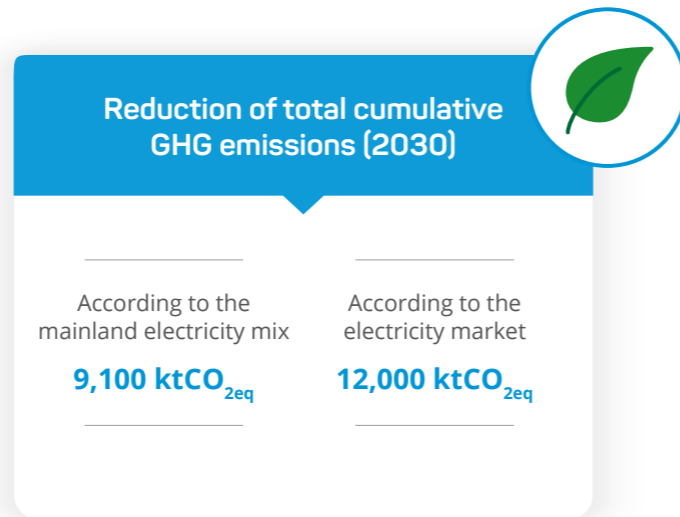 Reduction of total cumulative
GHG emissions (2030)
According to the
mainland electricity mix
9,100 ktCO2eq
According to the
electricity market
12,000 ktCO2eq